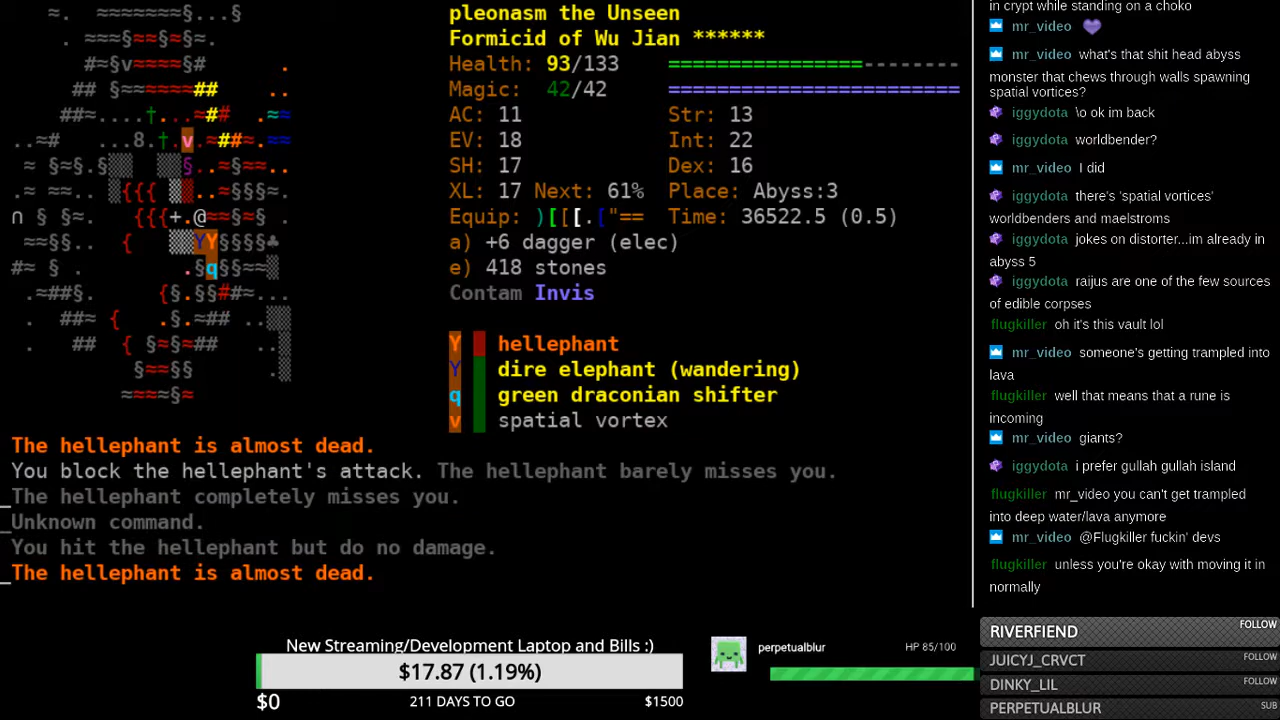 pleonasm the Unseen
Formicid of Wu Jian ******
Health: 93/133 ================--------
Magic: 42/42 ========================
AC: 11 Str: 13
EV: 18 Int: 22
SH: 17 Dex: 16
XL: 17 Next: 61% Place: Abyss:3
Equip: )[[[.["== Time: 36522.5 (0.5)
a) +6 dagger (elec)
e) 418 stones
Contam Invis
Y hellephant
Y dire elephant (wandering)
q green draconian shifter
v spatial vortex
The hellephant is almost dead.
You block the hellephant's attack. The hellephant barely misses you.
_The hellephant completely misses you.
_Unknown command.
You hit the hellephant but do no damage.
_The hellephant is almost dead.
New Streaming/Development Laptop and Bills :)
$17.87 (1.19%)
$0 211 DAYS TO GO $1500
perpetualblur HP 85/100
in crypt while standing on a choko
mr_video
mr_video what's that shit head abyss
monster that chews through walls spawning
spatial vortices?
iggydota \o ok im back
iggydota worldbender?
mr_video I did
iggydota there's 'spatial vortices'
worldbenders and maelstroms
iggydota jokes on distorter...im already in
abyss 5
iggydota raijus are one of the few sources
of edible corpses
flugkiller oh it's this vault lol
mr_video someone's getting trampled into
lava
flugkiller well that means that a rune is
incoming
mr_video giants?
iggydota i prefer gullah gullah island
flugkiller mr_video you can't get trampled
into deep water/lava anymore
mr_video @Flugkiller fuckin' devs
flugkiller unless you're okay with moving it in
normally
RIVERFIEND FOLLOW
JUICYJ_CRVCT FOLLOW
DINKY_LIL FOLLOW
PERPETUALBLUR SUB